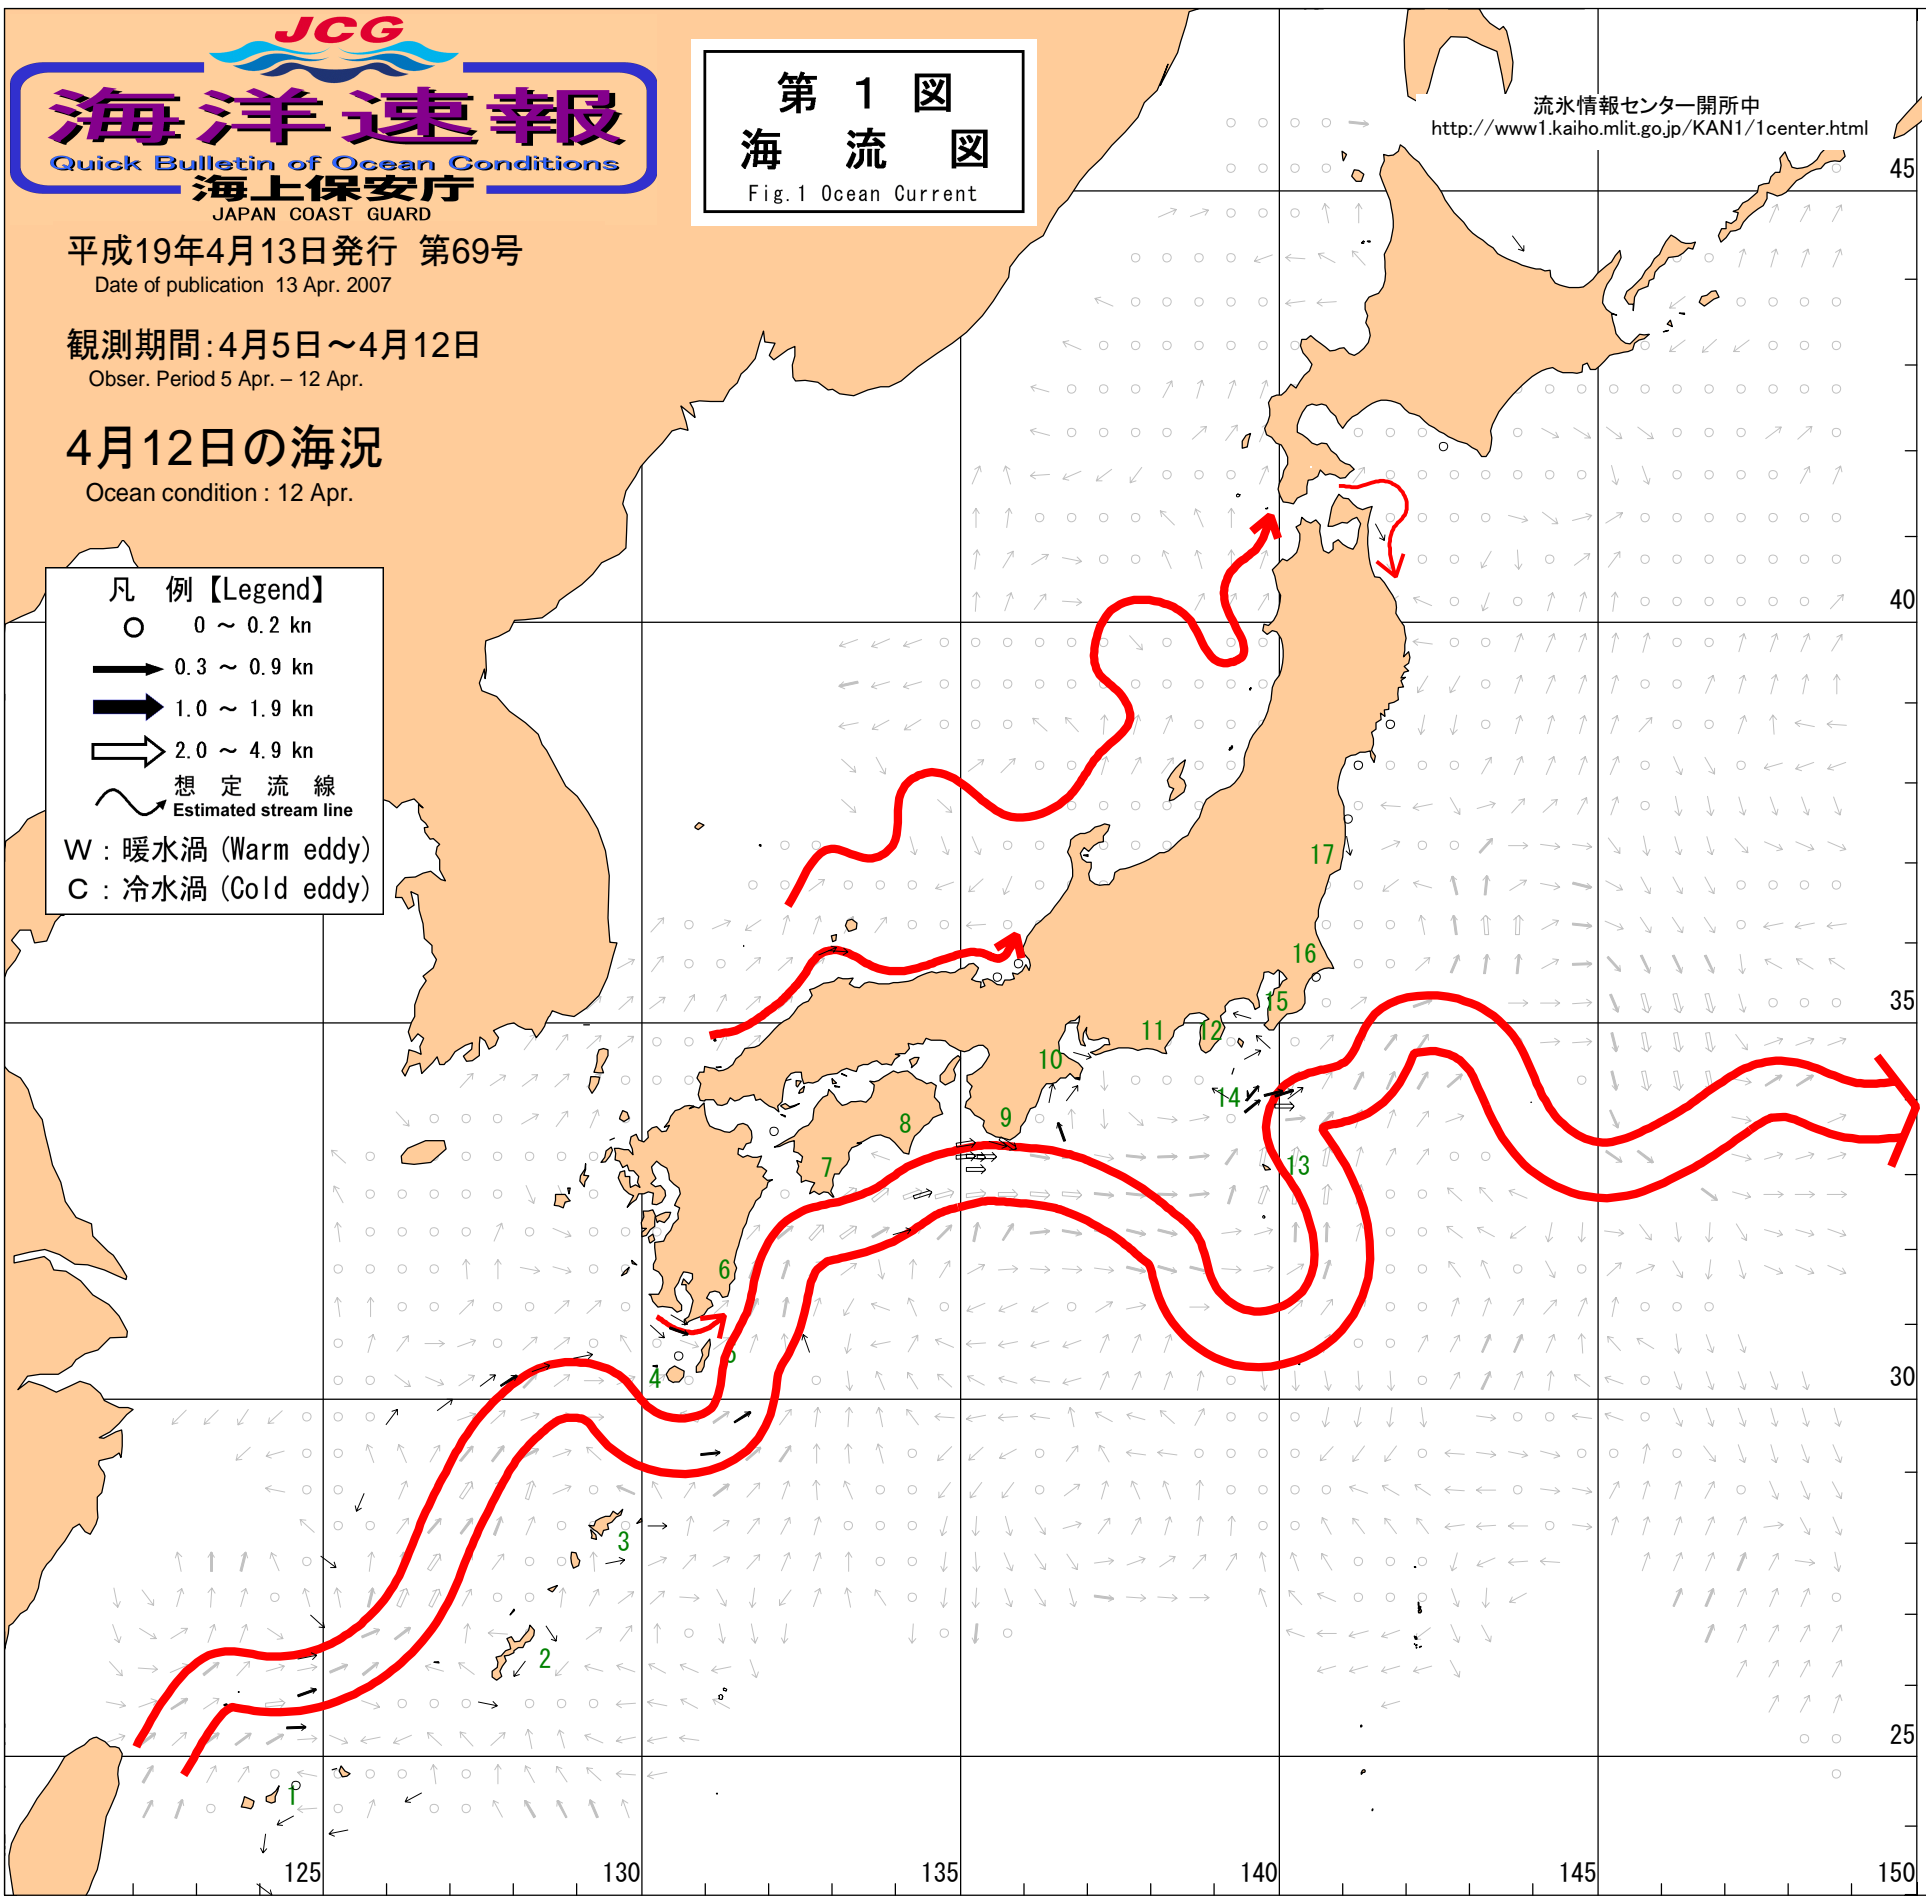 JCG
海洋速報
Quick Bulletin of Ocean Conditions
海上保安庁
JAPAN COAST GUARD
平成19年4月13日発行 第69号
Date of publication 13 Apr. 2007
観測期間:4月5日～4月12日
Obser. Period 5 Apr. – 12 Apr.
4月12日の海況
Ocean condition : 12 Apr.
第 1 図
海 流 図
Fig.1 Ocean Current
流氷情報センター開所中
http://www1.kaiho.mlit.go.jp/KAN1/1center.html
凡 例【Legend】
0 ～ 0.2 kn
0.3 ～ 0.9 kn
1.0 ～ 1.9 kn
2.0 ～ 4.9 kn
想 定 流 線
Estimated stream line
W : 暖水渦 (Warm eddy)
C : 冷水渦 (Cold eddy)
45
40
17
16
35
15
12
11
10
14
9
8
13
7
6
5
4
30
3
2
25
1
125
130
135
140
145
150